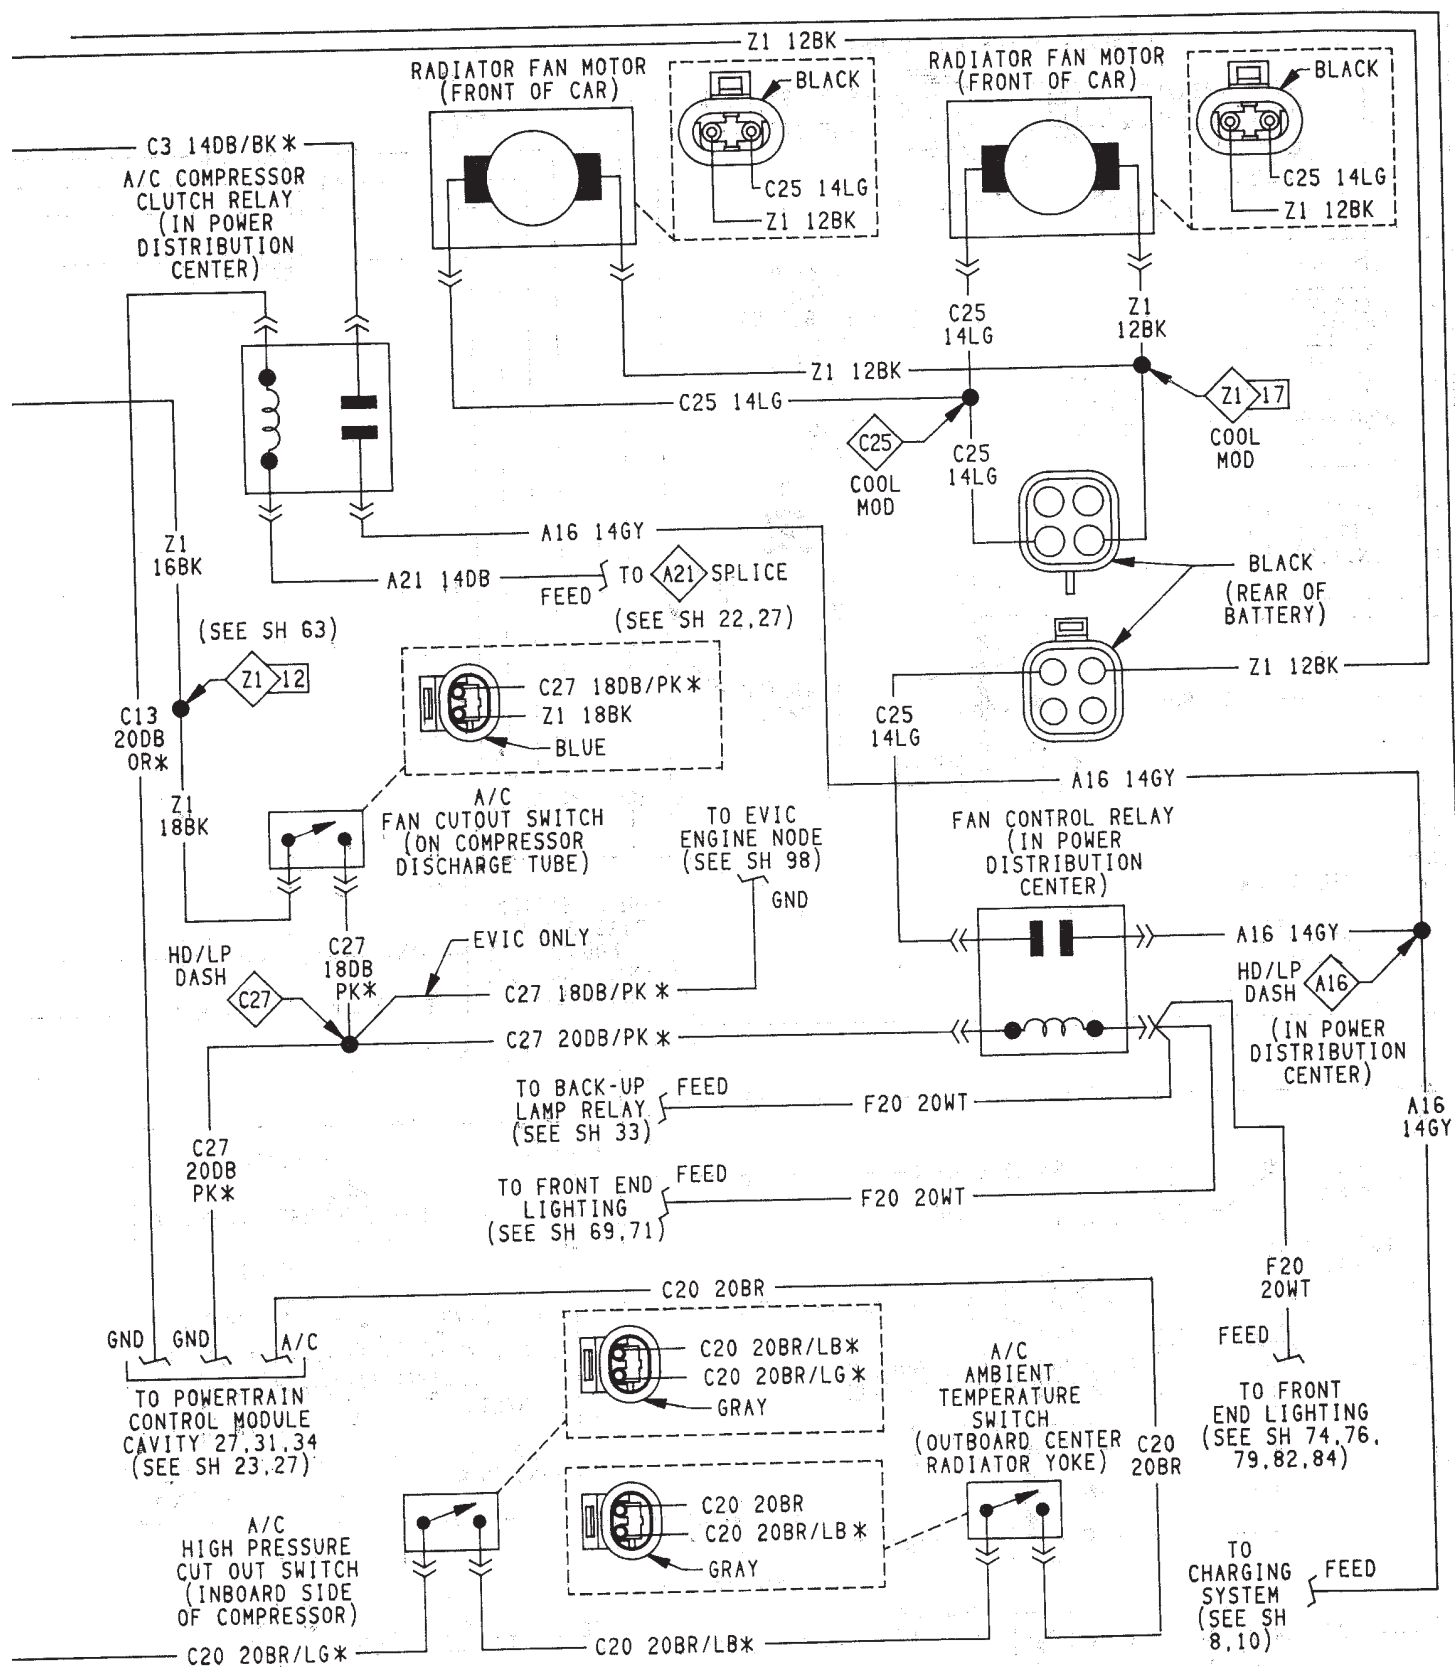 Z1 12BK
RADIATOR FAN MOTOR
(FRONT OF CAR)
BLACK
C25 14LG
Z1 12BK
RADIATOR FAN MOTOR
(FRONT OF CAR)
BLACK
C25 14LG
Z1 12BK
C3 14DB/BK*
A/C COMPRESSOR
CLUTCH RELAY
(IN POWER
DISTRIBUTION
CENTER)
C25
14LG
Z1
12BK
Z1 12BK
C25 14LG
Z1 17
COOL
MOD
C25
COOL
MOD
C25
14LG
A16 14GY
Z1
16BK
A21 14DB
FEED
TO A21 SPLICE
(SEE SH 22,27)
BLACK
(REAR OF
BATTERY)
(SEE SH 63)
Z1 12
C27 18DB/PK*
Z1 18BK
BLUE
Z1 12BK
C13
20DB
OR*
C25
14LG
Z1
18BK
A/C
FAN CUTOUT SWITCH
(ON COMPRESSOR
DISCHARGE TUBE)
TO EVIC
ENGINE NODE
(SEE SH 98)
GND
A16 14GY
FAN CONTROL RELAY
(IN POWER
DISTRIBUTION
CENTER)
HD/LP
DASH
C27
C27
18DB
PK*
EVIC ONLY
C27 18DB/PK*
C27 20DB/PK*
A16 14GY
HD/LP
DASH
A16
(IN POWER
DISTRIBUTION
CENTER)
TO BACK-UP
LAMP RELAY
(SEE SH 33)
FEED
F20 20WT
A16
14GY
C27
20DB
PK*
TO FRONT END
LIGHTING
(SEE SH 69,71)
FEED
F20 20WT
F20
20WT
FEED
C20 20BR
GND
GND
A/C
TO POWERTRAIN
CONTROL MODULE
CAVITY 27,31,34
(SEE SH 23,27)
C20 20BR/LB*
C20 20BR/LG*
GRAY
A/C
AMBIENT
TEMPERATURE
SWITCH
(OUTBOARD CENTER
RADIATOR YOKE)
C20
20BR
TO FRONT
END LIGHTING
(SEE SH 74,76,
79,82,84)
A/C
HIGH PRESSURE
CUT OUT SWITCH
(INBOARD SIDE
OF COMPRESSOR)
C20 20BR
C20 20BR/LB*
GRAY
TO
CHARGING
SYSTEM
(SEE SH
8,10)
FEED
C20 20BR/LG*
C20 20BR/LB*